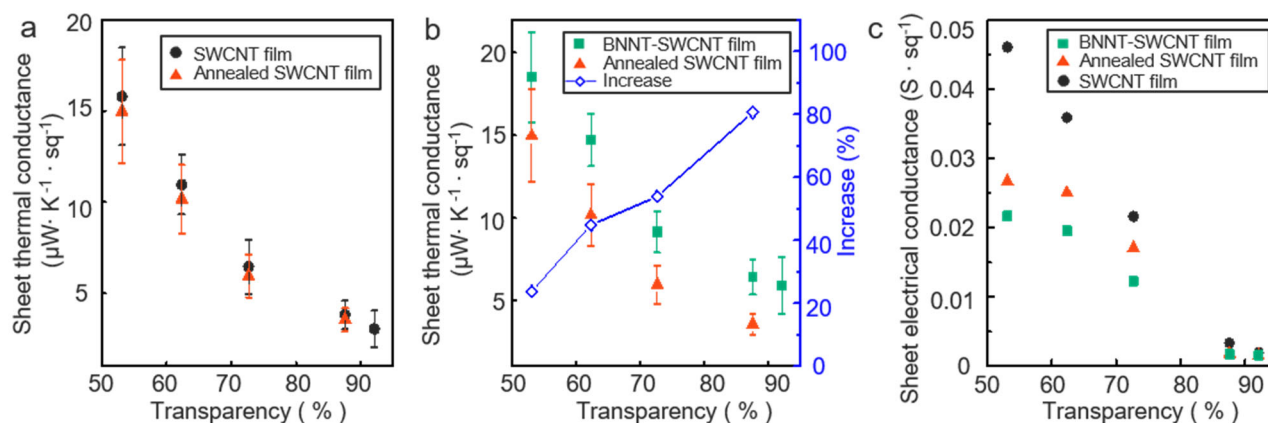 a
SWCNT film
Annealed SWCNT film
Sheet thermal conductance
(μW· K⁻¹ · sq⁻¹)
20
15
10
5
50 60 70 80 90
Transparency ( % )
b
BNNT-SWCNT film
Annealed SWCNT film
Increase
Sheet thermal conductance
(μW· K⁻¹ · sq⁻¹)
20
15
10
5
50 60 70 80 90
Transparency ( % )
100
80
60
40
20
0
Increase (%)
c
BNNT-SWCNT film
Annealed SWCNT film
SWCNT film
Sheet electrical conductance (S · sq⁻¹)
0.05
0.04
0.03
0.02
0.01
0
50 60 70 80 90
Transparency ( % )